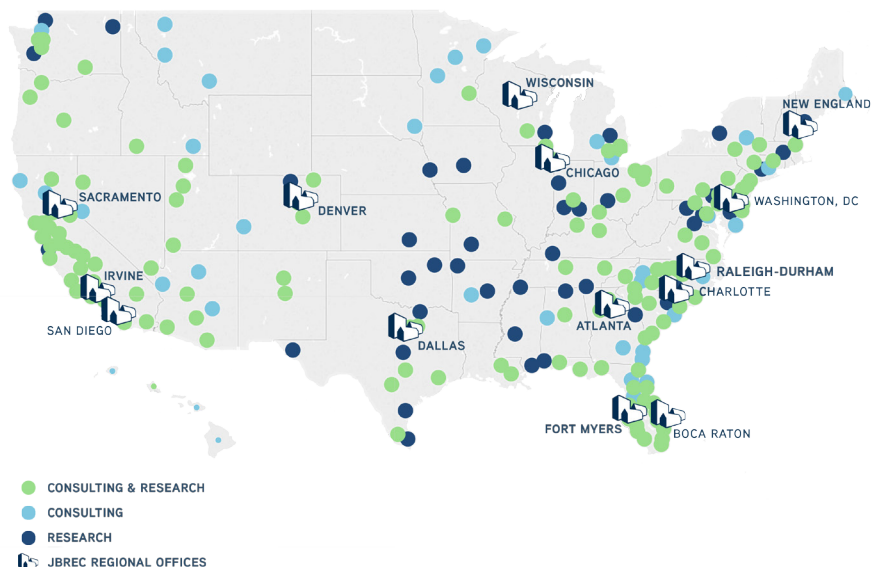 WISCONSIN
NEW ENGLAND
CHICAGO
SACRAMENTO
DENVER
WASHINGTON, DC
RALEIGH-DURHAM
IRVINE
CHARLOTTE
SAN DIEGO
ATLANTA
DALLAS
FORT MYERS
BOCA RATON
CONSULTING & RESEARCH
CONSULTING
RESEARCH
JBREC REGIONAL OFFICES